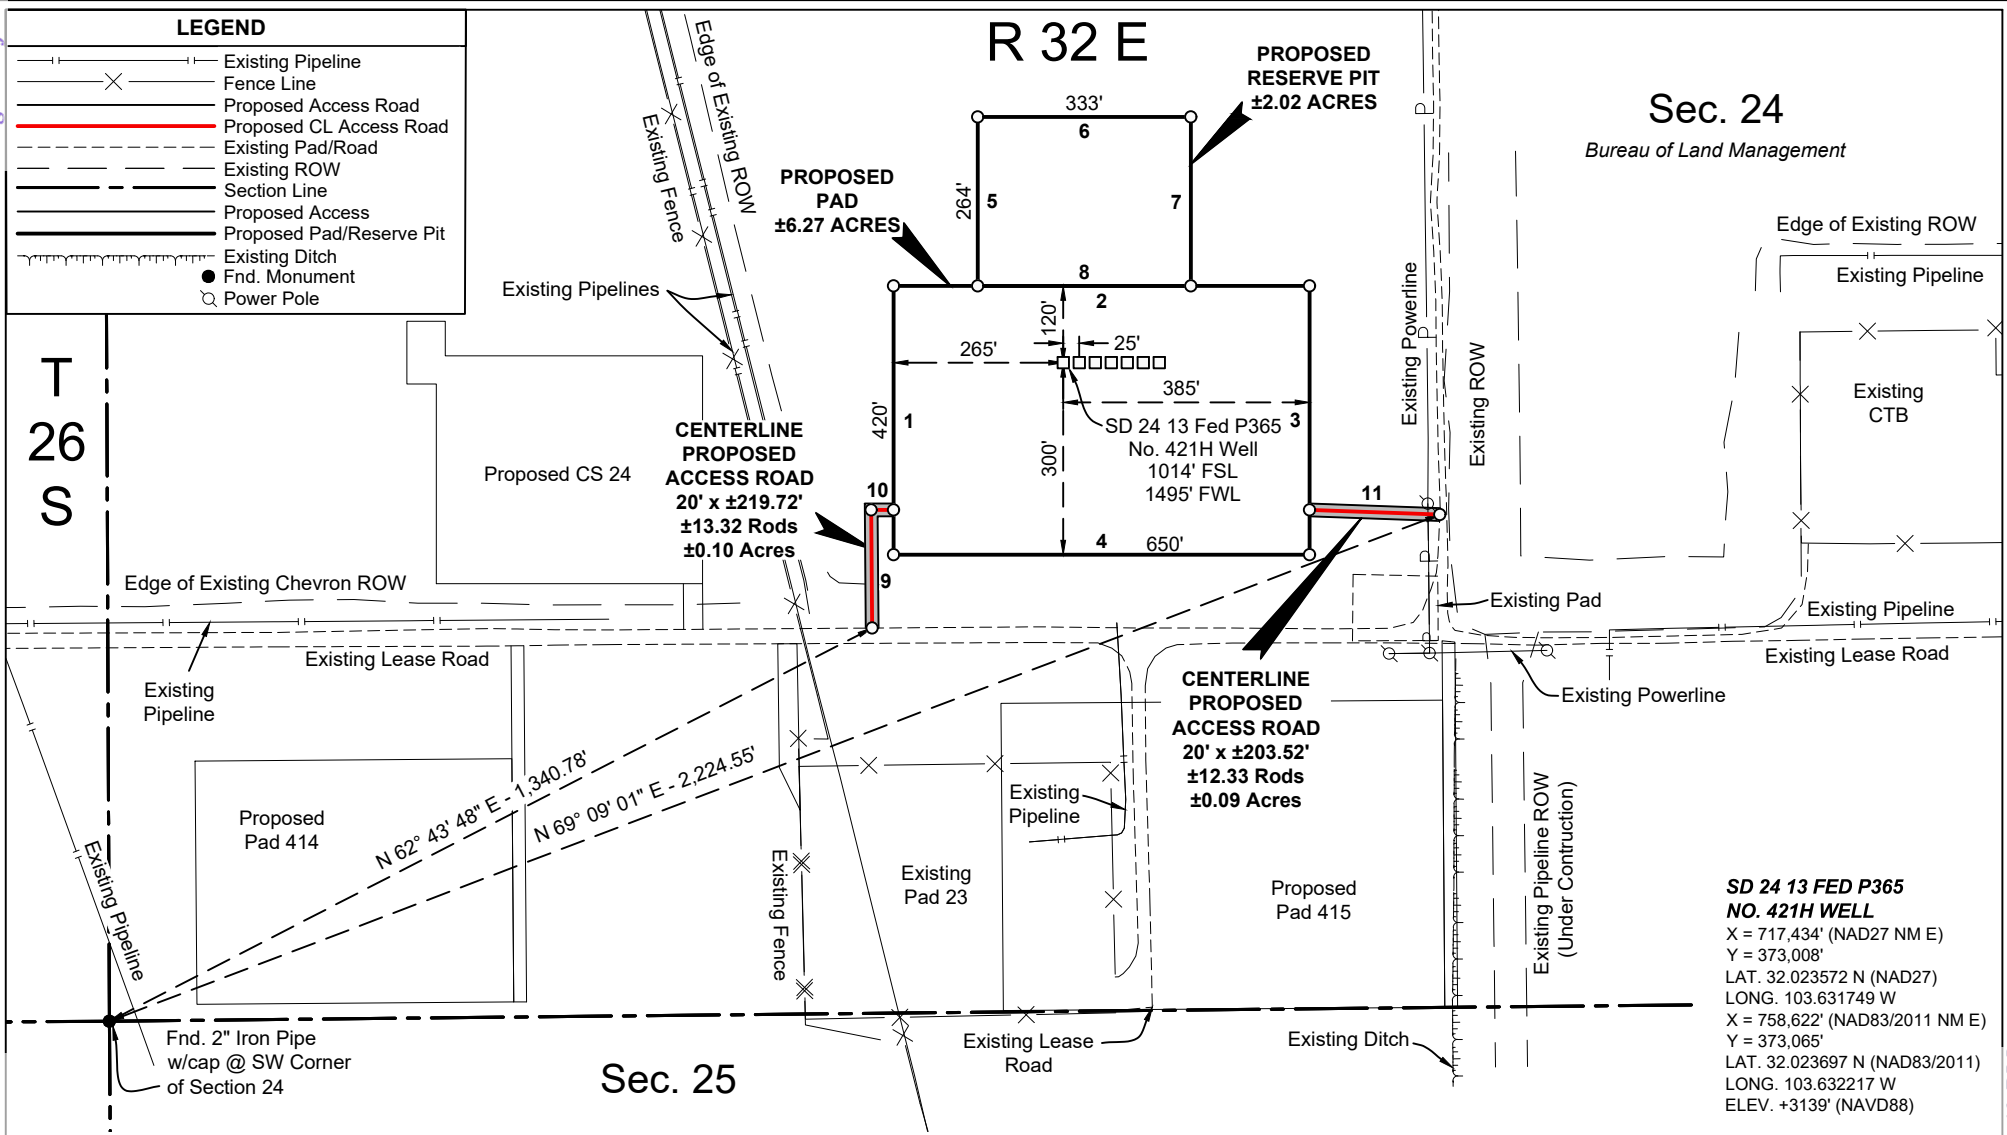 LEGEND
Existing Pipeline
Fence Line
Proposed Access Road
Proposed CL Access Road
Existing Pad/Road
Existing ROW
Section Line
Proposed Access
Proposed Pad/Reserve Pit
Existing Ditch
Fnd. Monument
Power Pole
R 32 E
T
26
S
Sec. 24
Bureau of Land Management
Edge of Existing ROW
Existing Fence
Existing Pipelines
PROPOSED
RESERVE PIT
±2.02 ACRES
PROPOSED
PAD
±6.27 ACRES
333'
6
264'
5
7
8
2
120'
265'
25'
385'
420'
1
3
300'
SD 24 13 Fed P365
No. 421H Well
1014' FSL
1495' FWL
4
650'
10
9
11
CENTERLINE
PROPOSED
ACCESS ROAD
20' x ±219.72'
±13.32 Rods
±0.10 Acres
Proposed CS 24
Existing Powerline
Existing ROW
P
P
P
P
Edge of Existing ROW
Existing Pipeline
Existing
CTB
Edge of Existing Chevron ROW
Existing Lease Road
Existing
Pipeline
Existing Pad
Existing Pipeline
Existing Lease Road
Existing Powerline
CENTERLINE
PROPOSED
ACCESS ROAD
20' x ±203.52'
±12.33 Rods
±0.09 Acres
N 62° 43' 48" E - 1,340.78'
N 69° 09' 01" E - 2,224.55'
Proposed
Pad 414
Existing Pipeline
Existing Fence
Existing
Pipeline
Existing
Pad 23
Proposed
Pad 415
Existing Pipeline ROW
(Under Contruction)
Fnd. 2" Iron Pipe
w/cap @ SW Corner
of Section 24
Sec. 25
Existing Lease
Road
Existing Ditch
SD 24 13 FED P365
NO. 421H WELL
X = 717,434' (NAD27 NM E)
Y = 373,008'
LAT. 32.023572 N (NAD27)
LONG. 103.631749 W
X = 758,622' (NAD83/2011 NM E)
Y = 373,065'
LAT. 32.023697 N (NAD83/2011)
LONG. 103.632217 W
ELEV. +3139' (NAVD88)